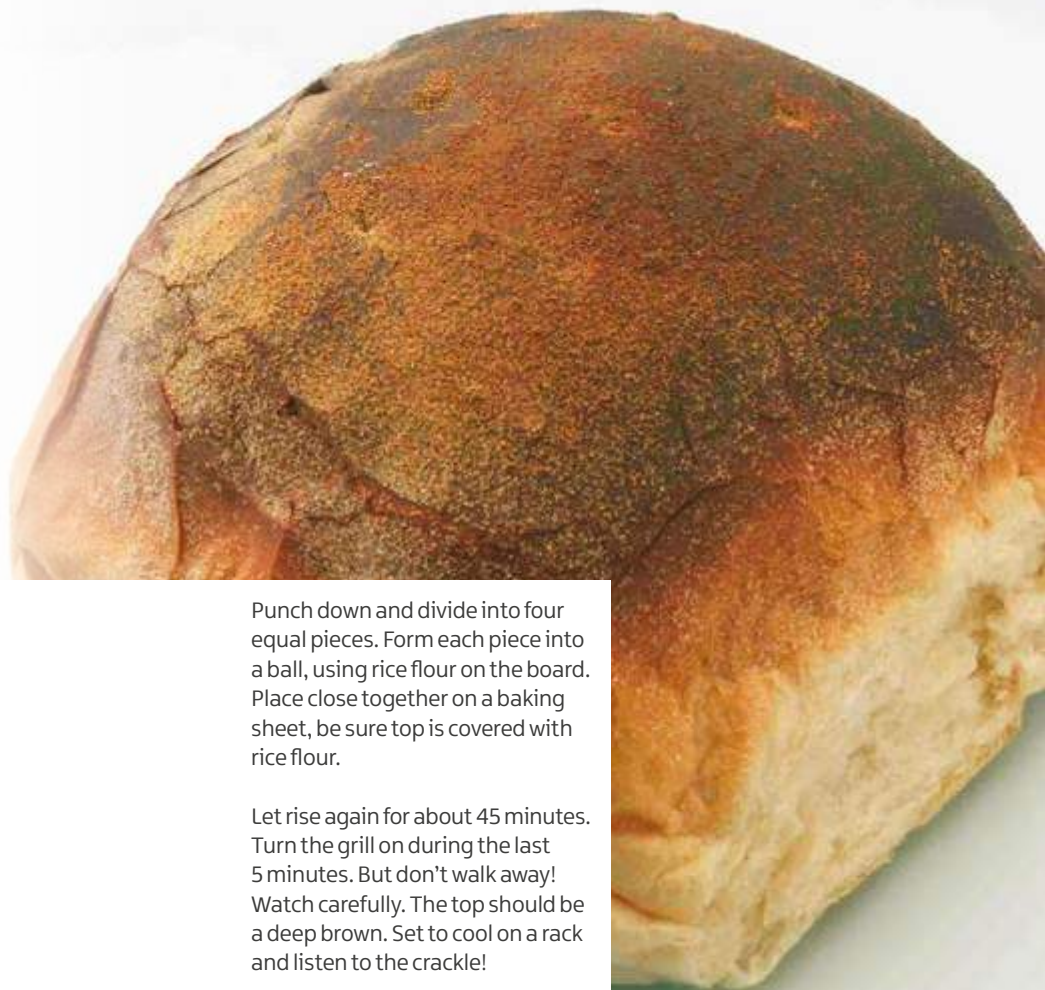 Punch down and divide into four
equal pieces. Form each piece into
a ball, using rice flour on the board.
Place close together on a baking
sheet, be sure top is covered with
rice flour.
Let rise again for about 45 minutes.
Turn the grill on during the last
5 minutes. But don’t walk away!
Watch carefully. The top should be
a deep brown. Set to cool on a rack
and listen to the crackle!